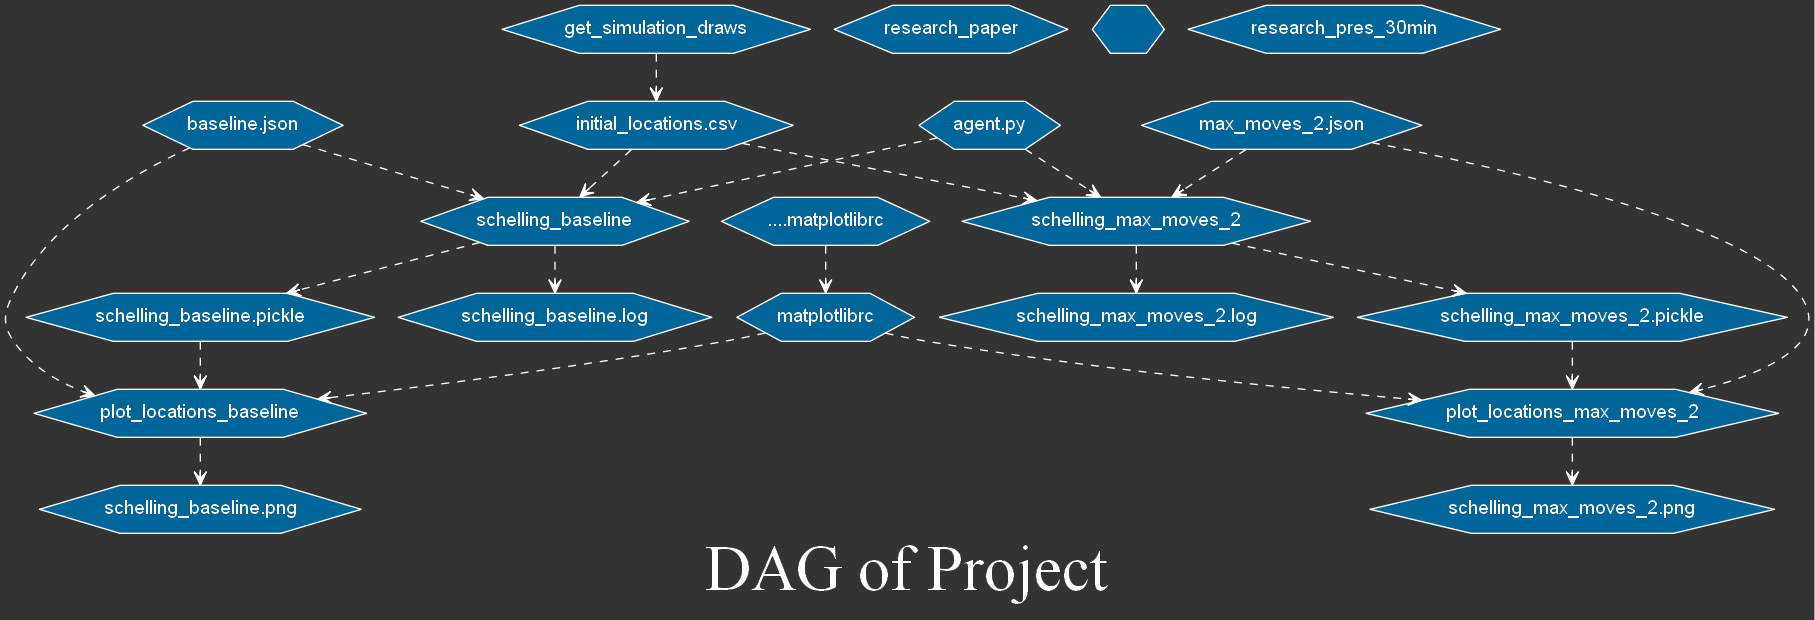 get_simulation_draws
research_paper
research_pres_30min
baseline.json
initial_locations.csv
agent.py
max_moves_2.json
schelling_baseline
....matplotlibrc
schelling_max_moves_2
schelling_baseline.pickle
schelling_baseline.log
matplotlibrc
schelling_max_moves_2.log
schelling_max_moves_2.pickle
plot_locations_baseline
plot_locations_max_moves_2
schelling_baseline.png
schelling_max_moves_2.png
DAG of Project